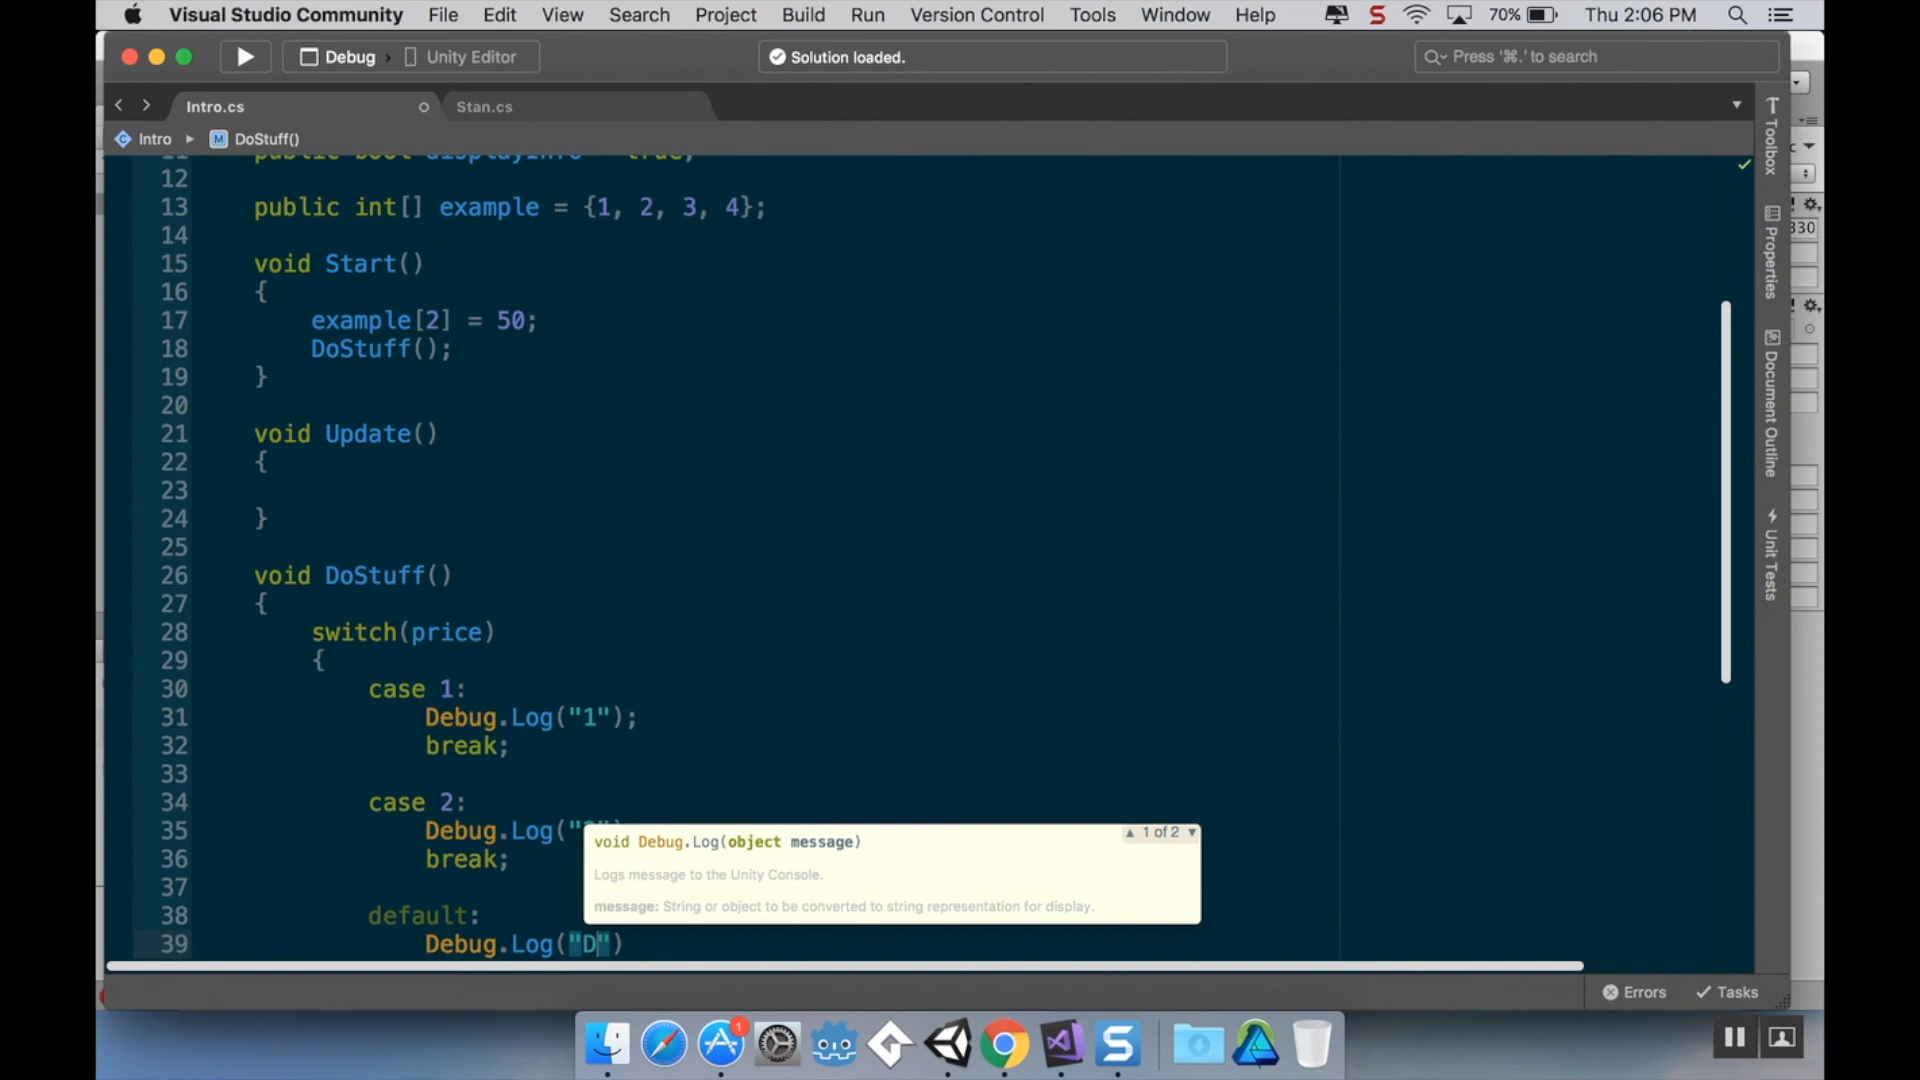 Visual Studio Community File Edit View Search Project Build Run Version Control Tools Window Help 70% Thu 2:06 PM
Debug › Unity Editor
Solution loaded.
Press '⌘.' to search
Intro.cs
Stan.cs
Intro ▸ M DoStuff()
12
13 public int[] example = {1, 2, 3, 4};
14
15 void Start()
16 {
17 example[2] = 50;
18 DoStuff();
19 }
20
21 void Update()
22 {
23
24 }
25
26 void DoStuff()
27 {
28 switch(price)
29 {
30 case 1:
31 Debug.Log("1");
32 break;
33
34 case 2:
35 Debug.Log("
36 break;
37
38 default:
39 Debug.Log("D")
void Debug.Log(object message)
▲ 1 of 2 ▼
Logs message to the Unity Console.
message: String or object to be converted to string representation for display.
Toolbox
Properties
Document Outline
Unit Tests
330
Errors
Tasks
1